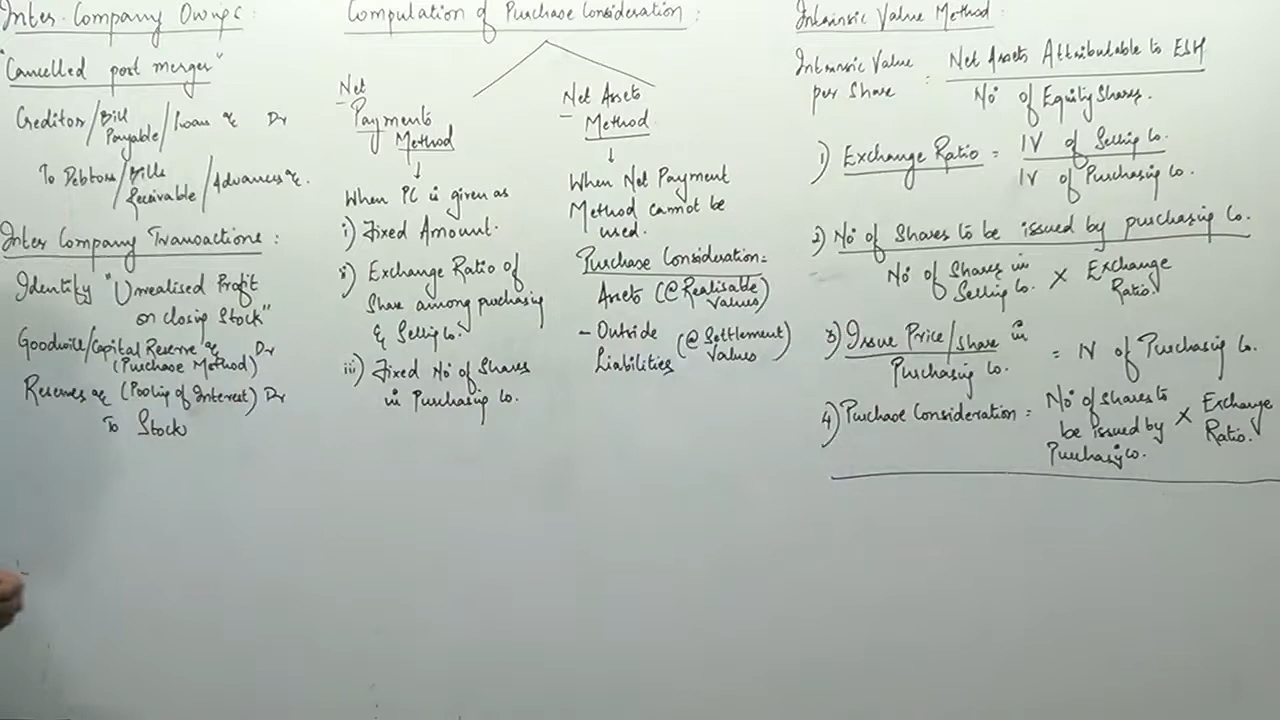 Inter Company Owings:
"Cancelled post merger"
Creditor/Bill Payable/Loan a/c Dr
To Debtors/Bills Receivable/Advances a/c.
Inter Company Transactions:
Identify "Unrealised Profit
on closing Stock"
Goodwill/Capital Reserve a/c Dr
(Purchase Method)
Reserves a/c (Pooling of Interest) Dr
To Stock
Computation of Purchase Consideration:
Net
Payments
Method
↓
When PC is given as
i) Fixed Amount.
ii) Exchange Ratio of
Share among purchasing
& Selling Co.
iii) Fixed No of Shares
in Purchasing Co.
Net Assets
Method.
↓
When Net Payment
Method cannot be
used.
Purchase Consideration=
Assets (@ Realisable Values)
- Outside Liabilities (@ Settlement Values)
Intrinsic Value Method:
Intrinsic Value per Share : Net Assets Attributable to ESH
No of Equity Shares.
1) Exchange Ratio = IV of Selling Co.
IV of Purchasing Co.
2) No of Shares to be issued by purchasing Co.
No of Shares in Selling Co. × Exchange Ratio.
3) Issue Price/share in Purchasing Co. = IV of Purchasing Co.
4) Purchase Consideration = No of shares to be issued by Purchasing Co. × Exchange Ratio.